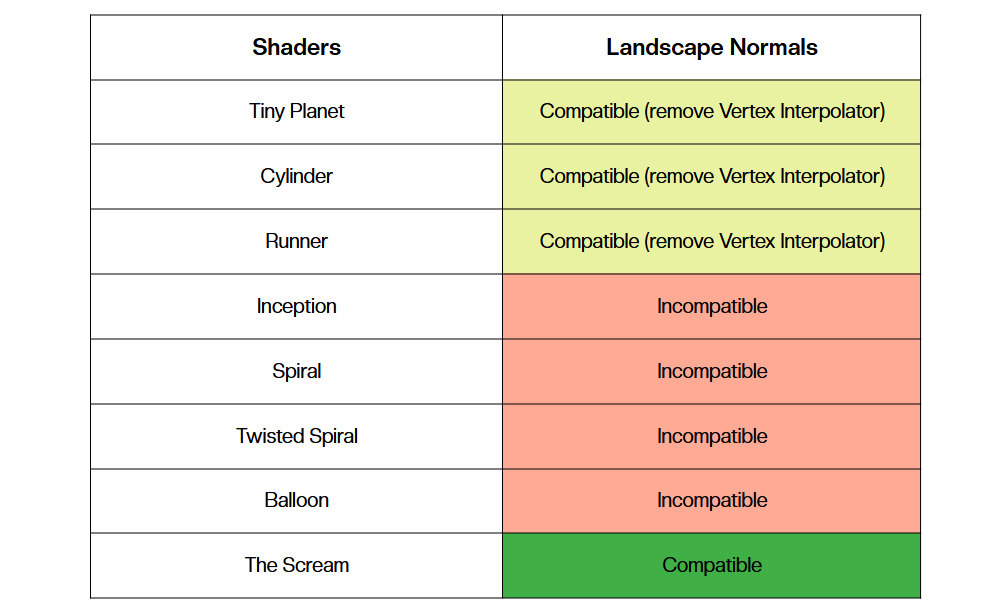 Shaders Landscape Normals
Tiny Planet Compatible (remove Vertex Interpolator)
Cylinder Compatible (remove Vertex Interpolator)
Runner Compatible (remove Vertex Interpolator)
Inception Incompatible
Spiral Incompatible
Twisted Spiral Incompatible
Balloon Incompatible
The Scream Compatible